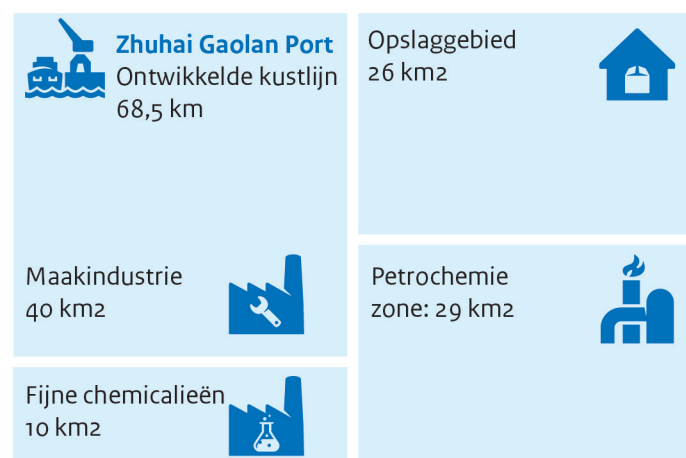 Zhuhai Gaolan Port
Ontwikkelde kustlijn
68,5 km
Maakindustrie
40 km2
Fijne chemicalieën
10 km2
Opslaggebied
26 km2
Petrochemie
zone: 29 km2